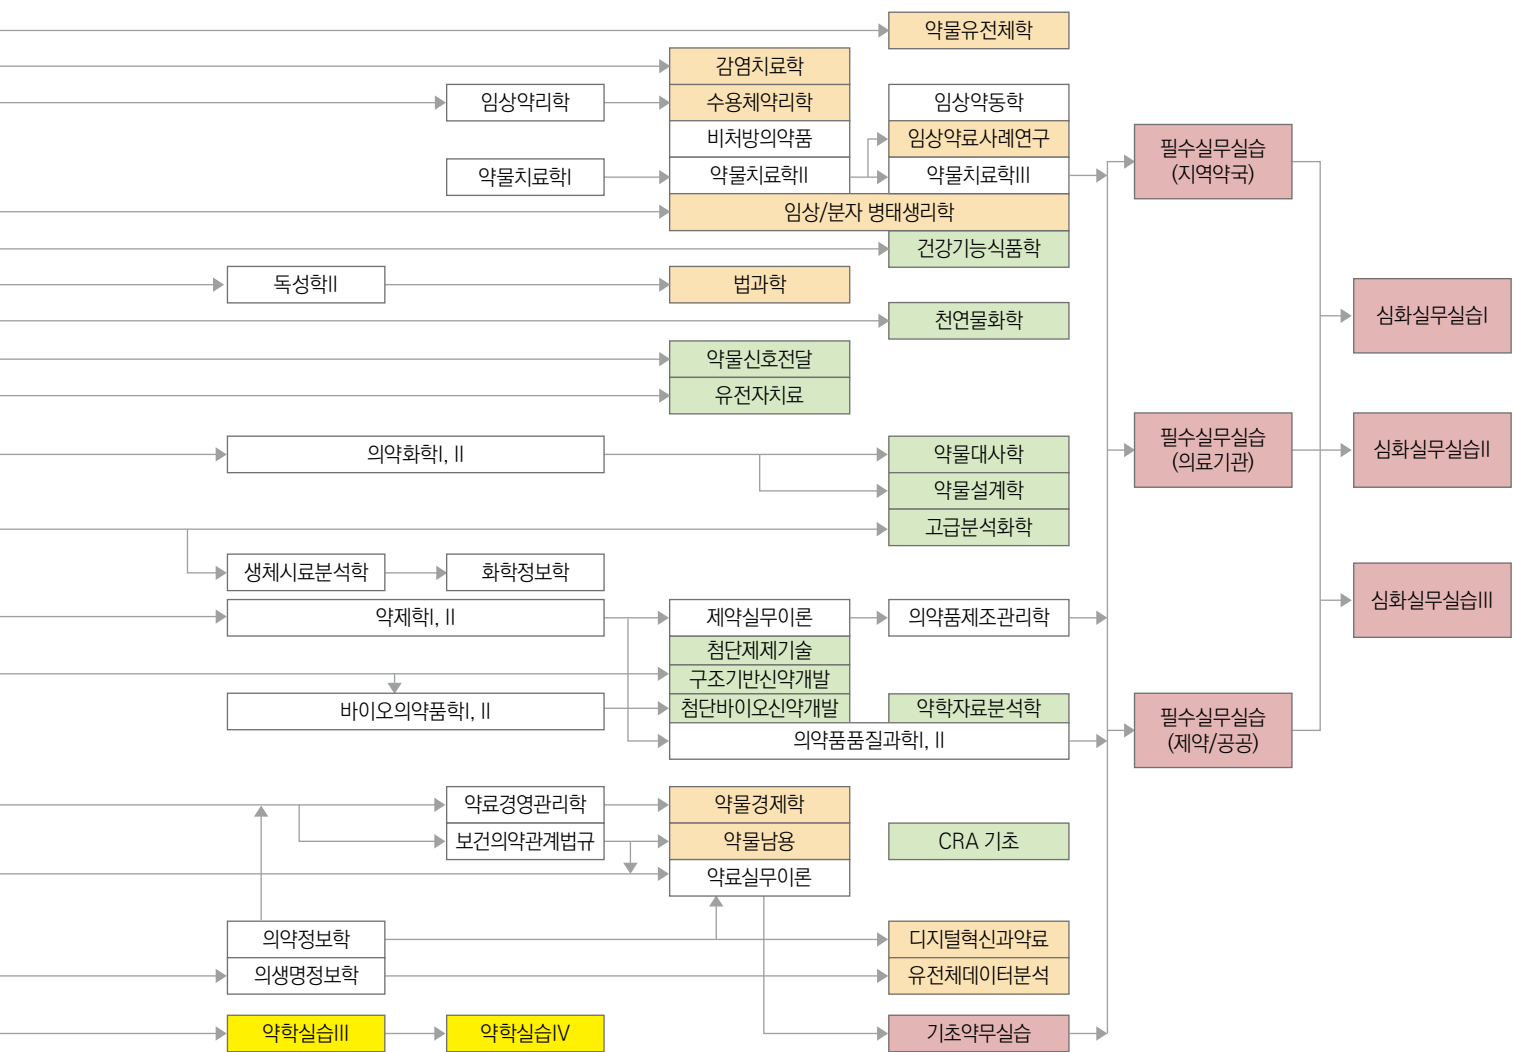 약물유전체학
감염치료학
임상약리학
수용체약리학
임상약동학
비처방의약품
임상약료사례연구
약물치료학I
약물치료학II
약물치료학III
필수실무실습
(지역약국)
임상/분자 병태생리학
건강기능식품학
독성학II
법과학
심화실무실습I
천연물화학
약물신호전달
유전자치료
의약화학I, II
약물대사학
필수실무실습
(의료기관)
심화실무실습II
약물설계학
고급분석화학
생체시료분석학
화학정보학
심화실무실습III
약제학I, II
제약실무이론
의약품제조관리학
첨단제제기술
구조기반신약개발
바이오의약품학I, II
첨단바이오신약개발
약학자료분석학
필수실무실습
(제약/공공)
의약품품질과학I, II
약료경영관리학
약물경제학
보건의약관계법규
약물남용
CRA 기초
약료실무이론
의약정보학
디지털혁신과약료
의생명정보학
유전체데이터분석
약학실습III
약학실습IV
기초약무실습